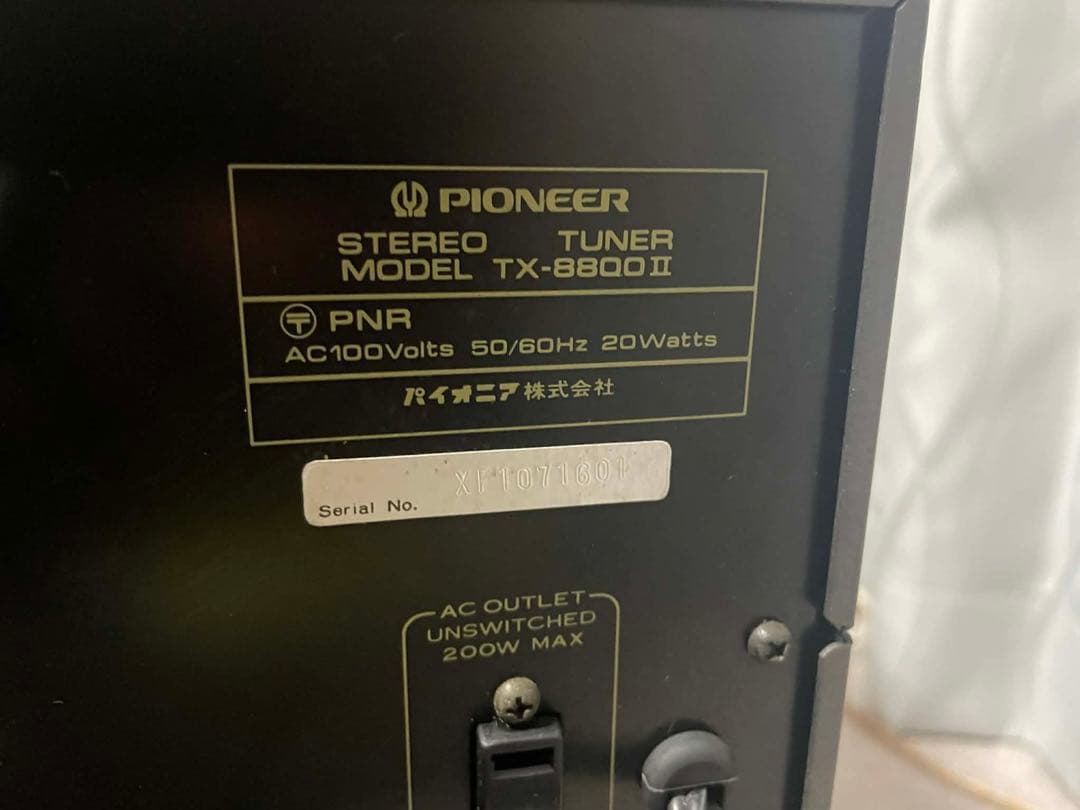 PIONEER
STEREO TUNER
MODEL TX-8800II
〒 PNR
AC100Volts 50/60Hz 20Watts
パイオニア株式会社
XF1071601
Serial No.
AC OUTLET
UNSWITCHED
200W MAX